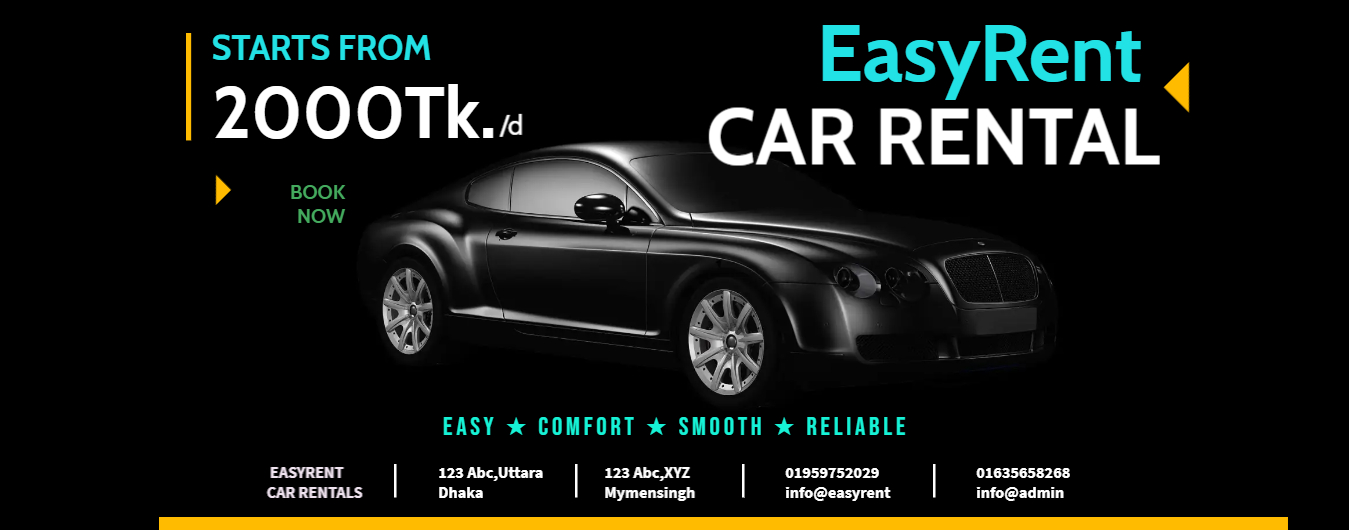 STARTS FROM
2000Tk./d
EasyRent
CAR RENTAL
BOOK
NOW
EASY ★ COMFORT ★ SMOOTH ★ RELIABLE
EASYRENT
CAR RENTALS
123 Abc,Uttara
Dhaka
123 Abc,XYZ
Mymensingh
01959752029
info@easyrent
01635658268
info@admin